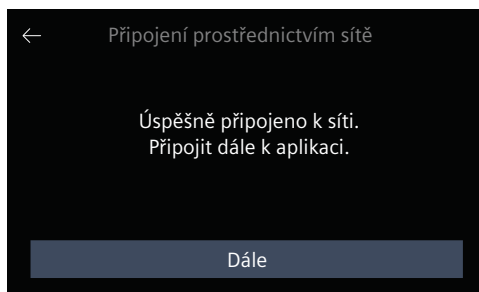 Připojení prostřednictvím sítě
Úspěšně připojeno k síti.
Připojit dále k aplikaci.
Dále